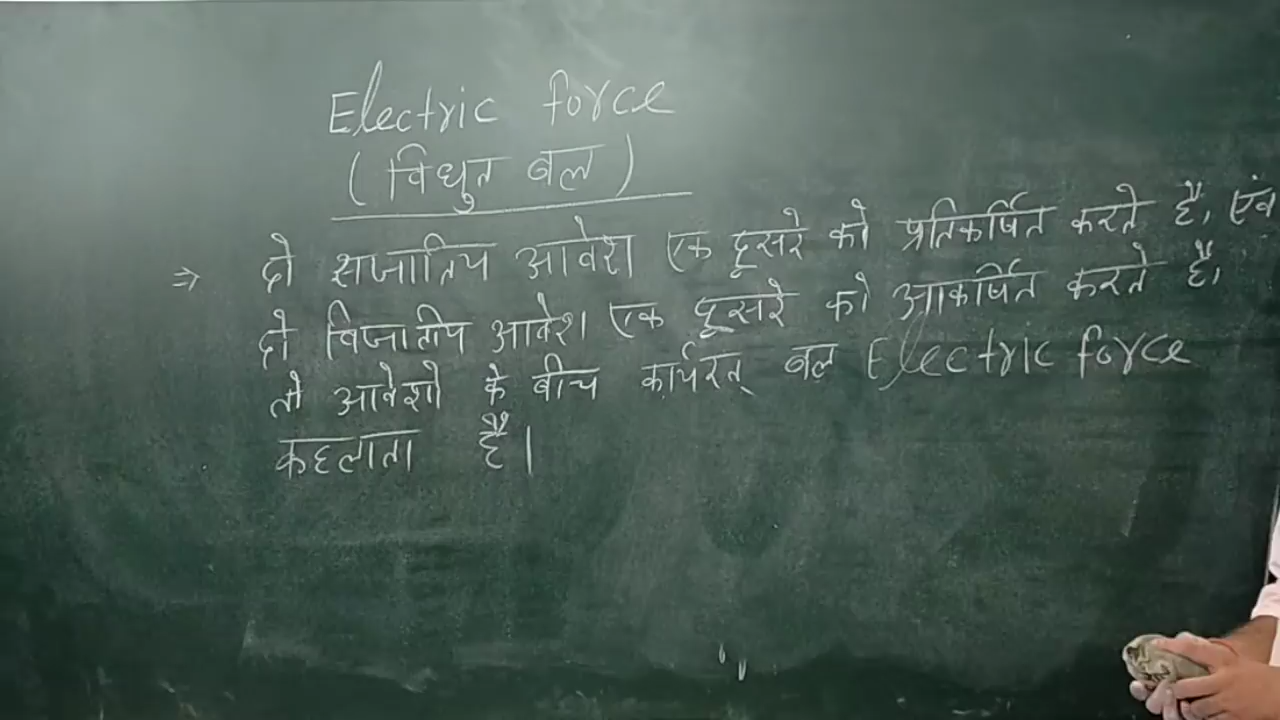 Electric force
(विधुत बल)
⇒ दो सजातिय आवेश एक दूसरे को प्रतिकर्षित करते हैं, एंव
दो विजातीय आवेश एक दूसरे को आकर्षित करते हैं,
तो आवेशो के बीच कार्यरत् बल Electric force
कहलाता है।